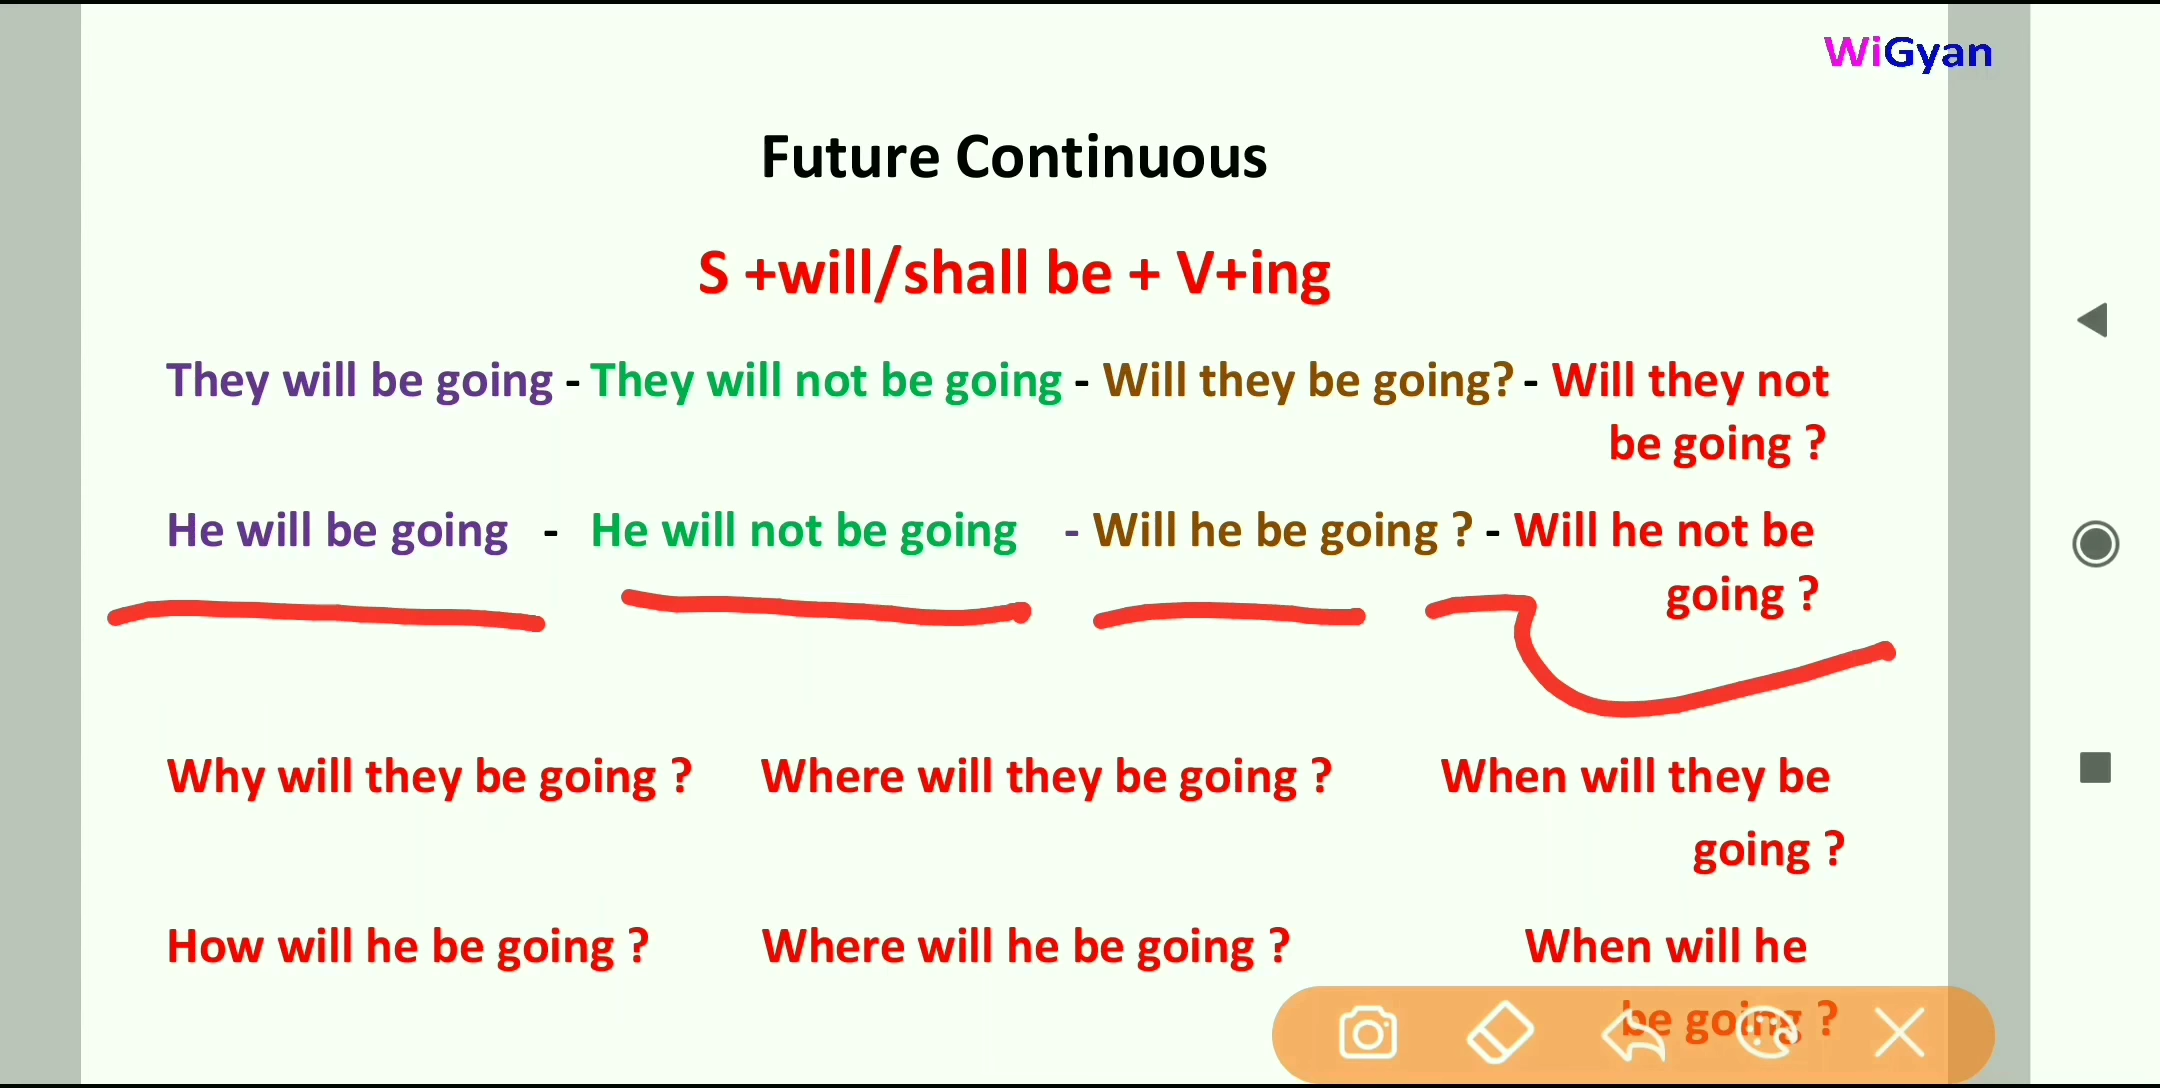 WiGyan
Future Continuous
S +will/shall be + V+ing
They will be going - They will not be going - Will they be going? - Will they not
be going ?
He will be going - He will not be going - Will he be going ? - Will he not be
going ?
Why will they be going ? Where will they be going ? When will they be
going ?
How will he be going ? Where will he be going ? When will he
be going ?